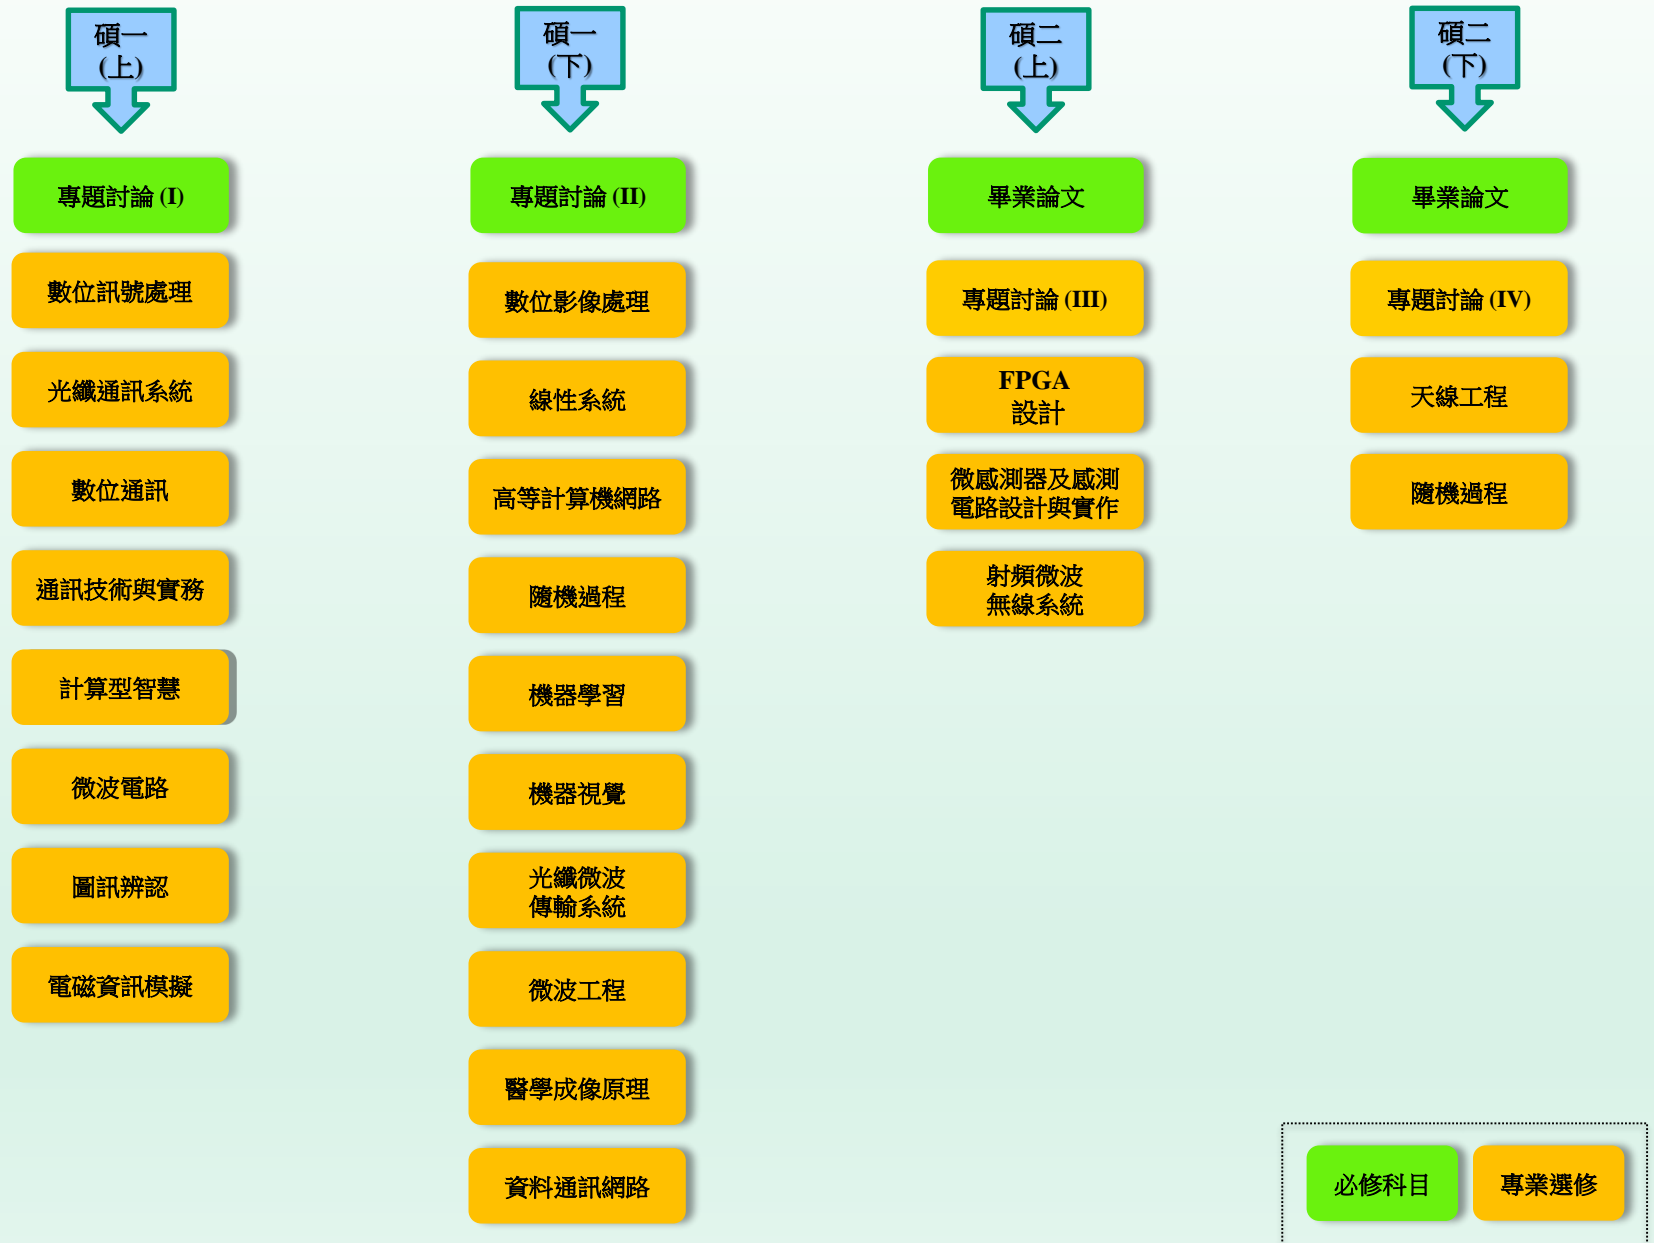 碩一
(上)
專題討論 (I)
數位訊號處理
光纖通訊系統
數位通訊
通訊技術與實務
計算型智慧
微波電路
圖訊辨認
電磁資訊模擬
碩一
(下)
專題討論 (II)
數位影像處理
線性系統
高等計算機網路
隨機過程
機器學習
機器視覺
光纖微波
傳輸系統
微波工程
醫學成像原理
資料通訊網路
碩二
(上)
畢業論文
專題討論 (III)
FPGA
設計
微感測器及感測
電路設計與實作
射頻微波
無線系統
碩二
(下)
畢業論文
專題討論 (IV)
天線工程
隨機過程
必修科目
專業選修